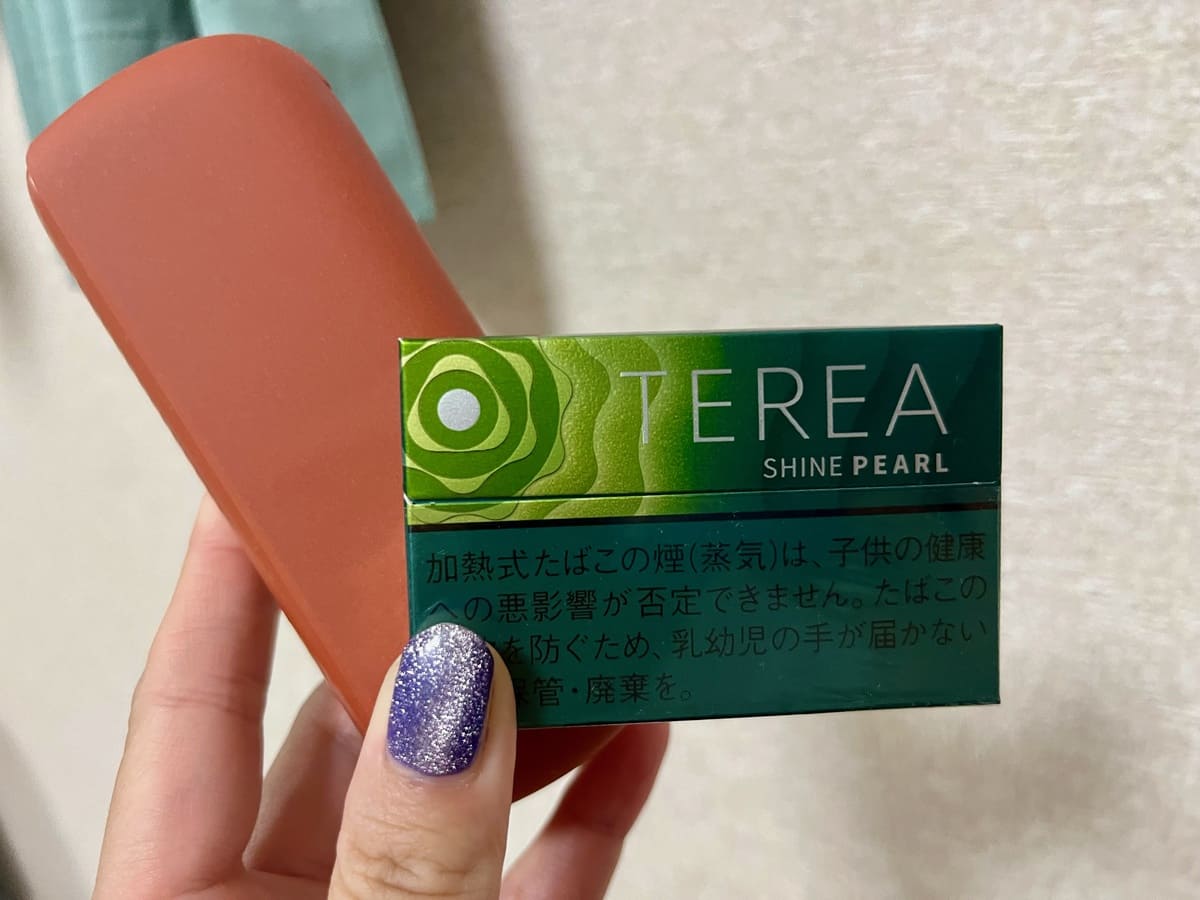 TEREA
SHINE PEARL
加熱式たばこの煙(蒸気)は、子供の健康
への悪影響が否定できません。たばこの
を防ぐため、乳幼児の手が届かない
保管・廃棄を。